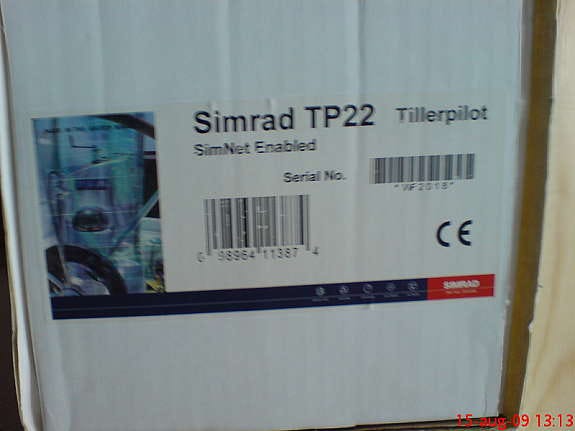 Simrad TP22 Tillerpilot
SimNet Enabled
Serial No.
*WF2018*
0 98964 11387 4
CE
SIMRAD
15 aug 09 13:13